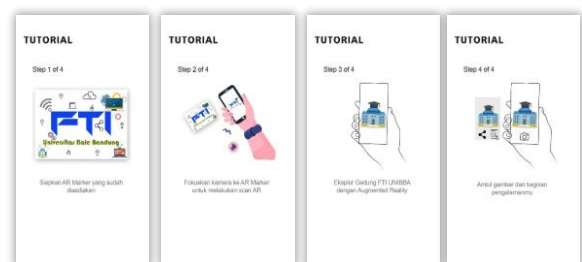 TUTORIAL
Step 1 of 4
FTI
Universitas Bale Bandung
Siapkan AR Marker yang sudah
disediakan
TUTORIAL
Step 2 of 4
FTI
FTI
Fokuskan kamera ke AR Marker
untuk melakukan scan AR
TUTORIAL
Step 3 of 4
Eksplor Gedung FTI UNIBBA
dengan Augmented Reality
TUTORIAL
Step 4 of 4
Ambil gambar dan bagikan
pengalamanmu